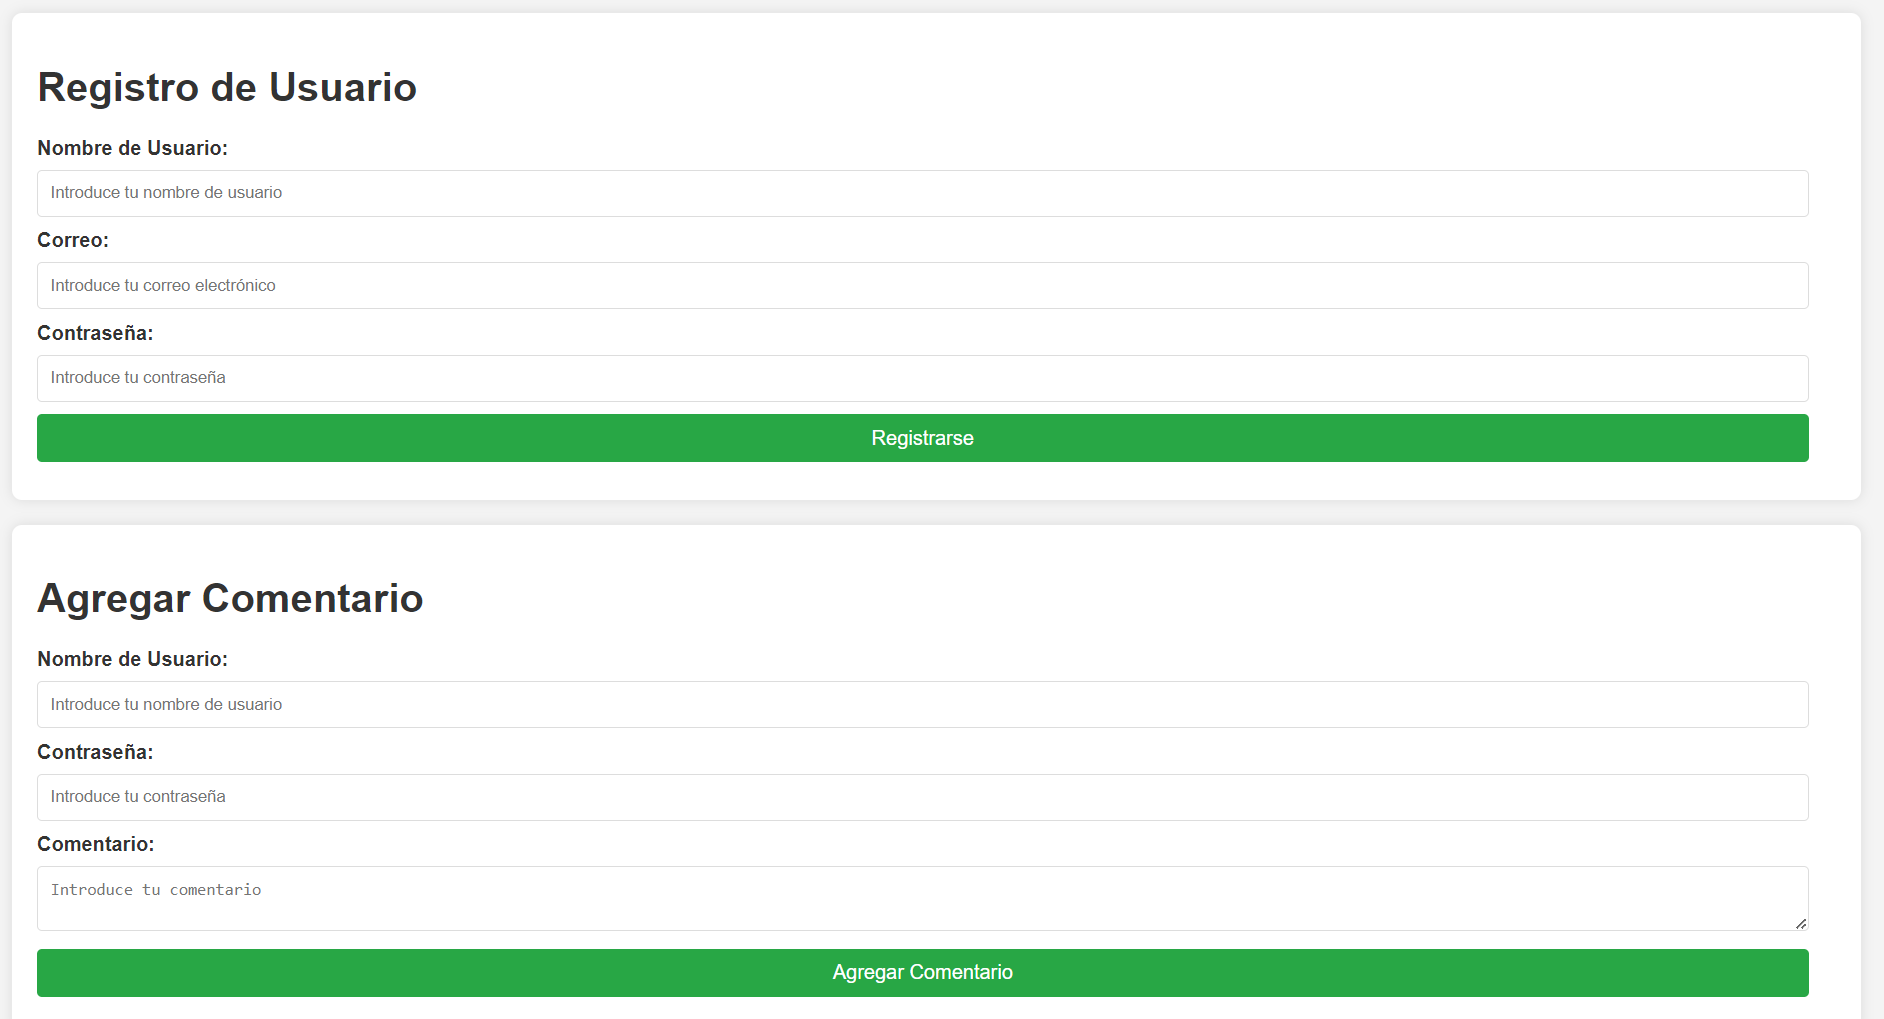 Registro de Usuario
Nombre de Usuario:
Introduce tu nombre de usuario
Correo:
Introduce tu correo electrónico
Contraseña:
Introduce tu contraseña
Registrarse
Agregar Comentario
Nombre de Usuario:
Introduce tu nombre de usuario
Contraseña:
Introduce tu contraseña
Comentario:
Introduce tu comentario
Agregar Comentario